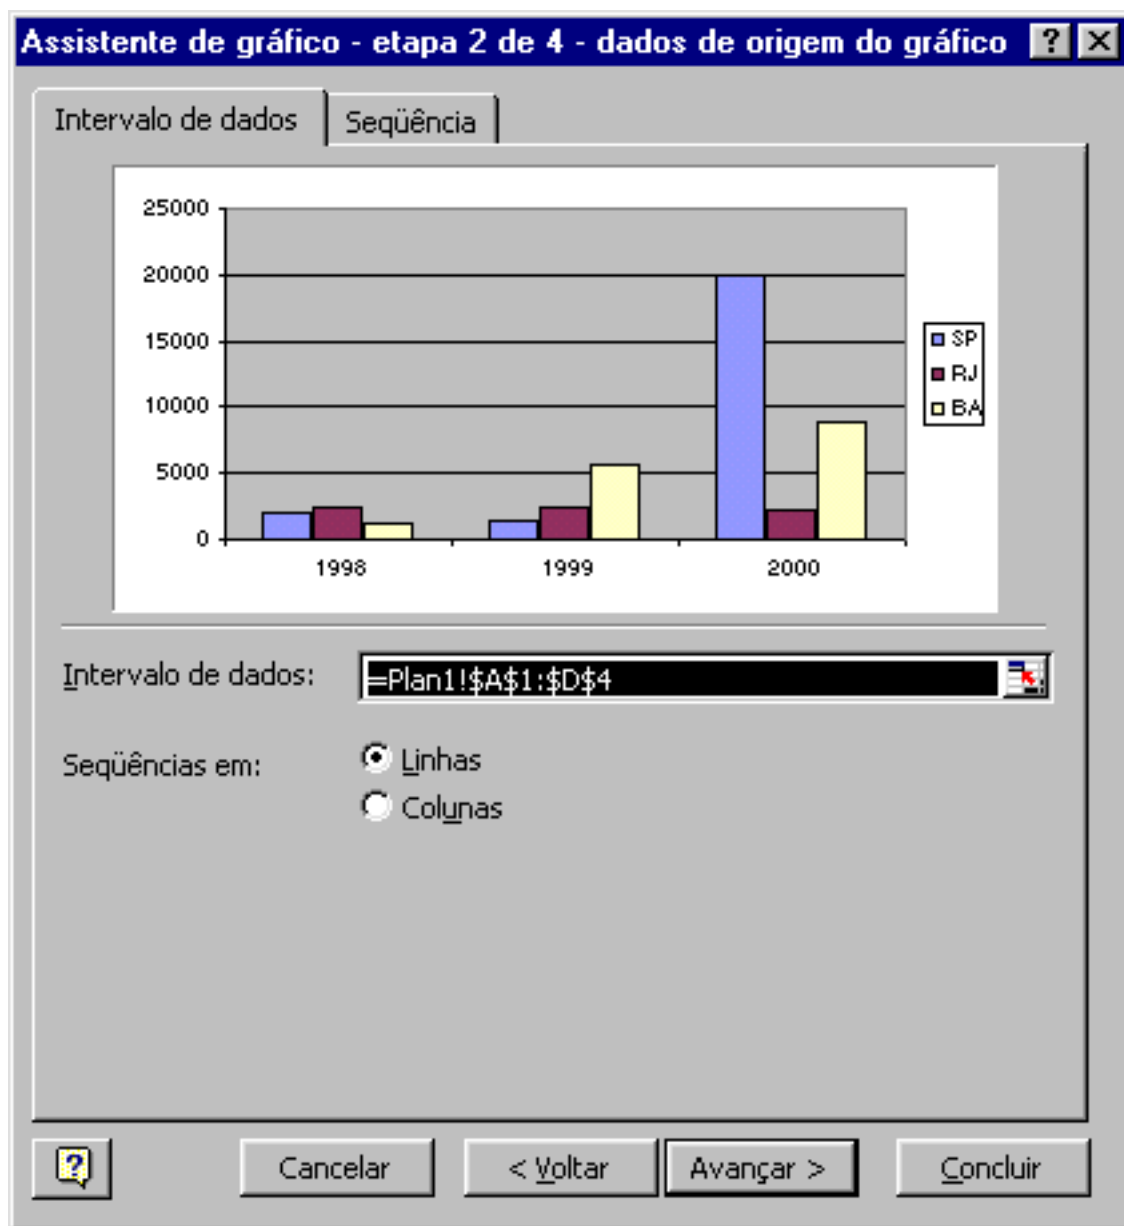 Assistente de gráfico - etapa 2 de 4 - dados de origem do gráfico ? X
Intervalo de dados Seqüência
25000
20000
15000
10000
5000
0
1998 1999 2000
SP
RJ
BA
Intervalo de dados: =Plan1!$A$1:$D$4
Seqüências em: Linhas
Colunas
? Cancelar < Voltar Avançar > Concluir